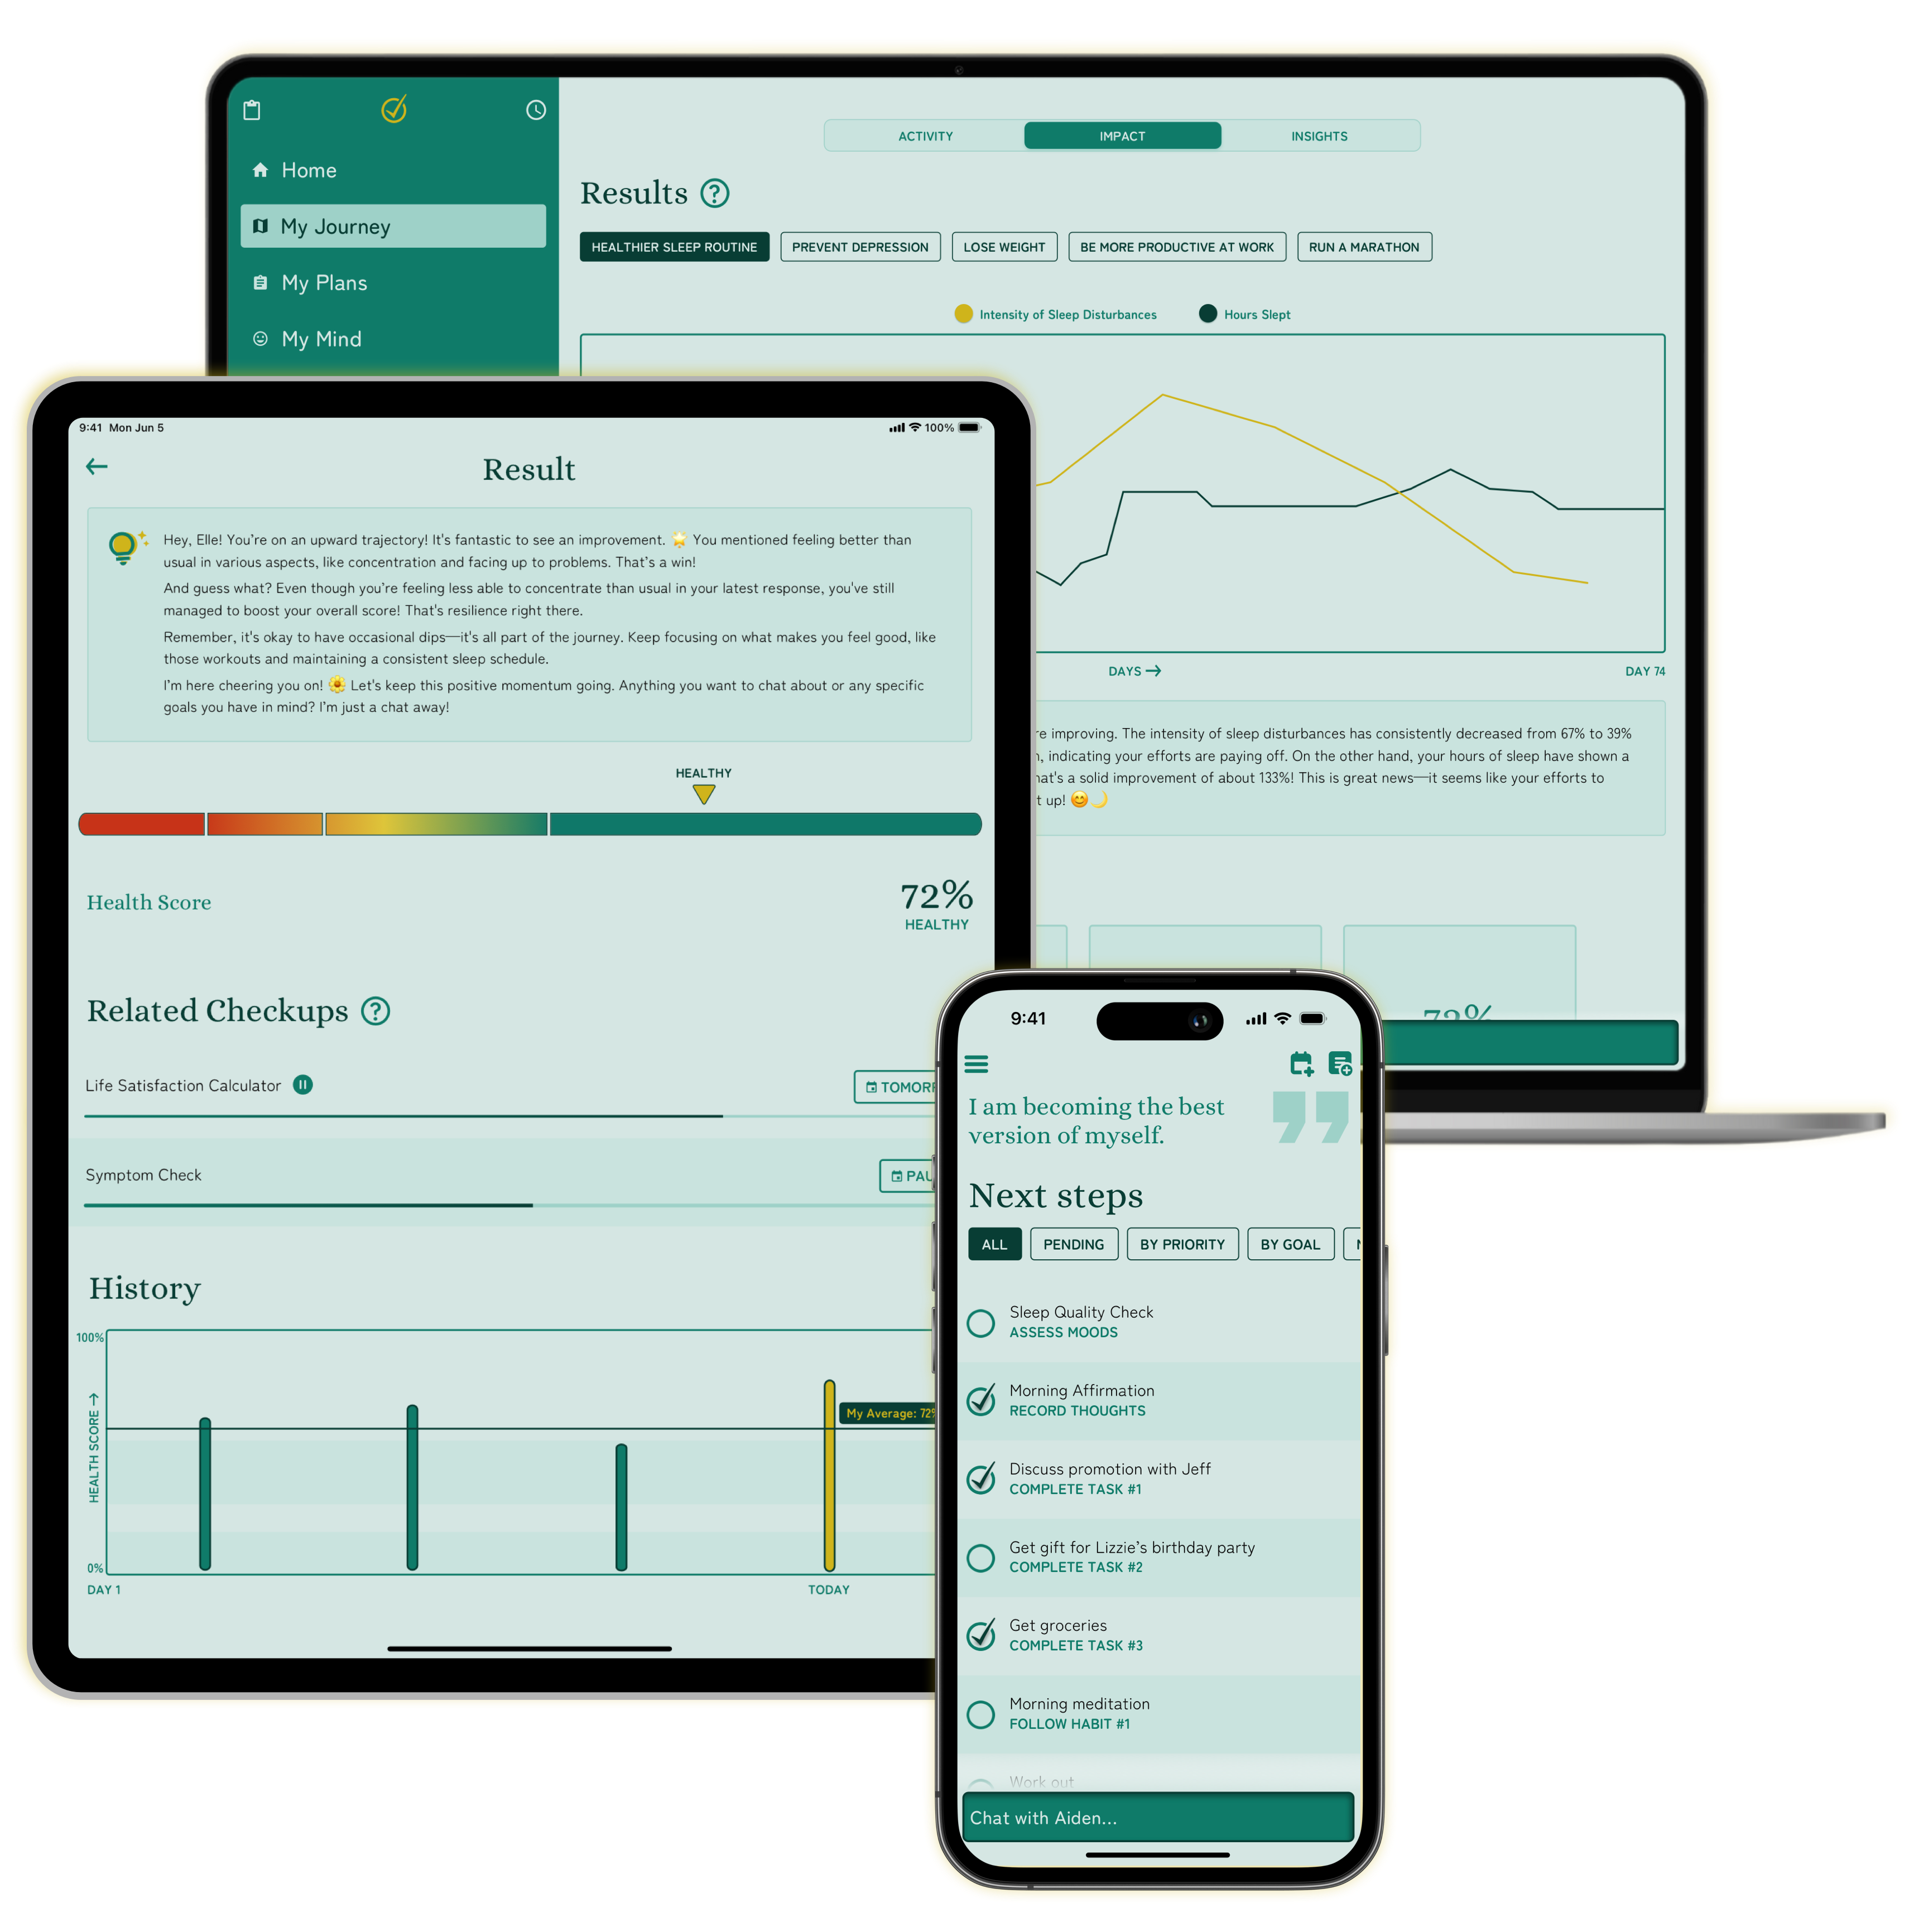 Home
My Journey
My Plans
My Mind
ACTIVITY
IMPACT
INSIGHTS
Results
HEALTHIER SLEEP ROUTINE
PREVENT DEPRESSION
LOSE WEIGHT
BE MORE PRODUCTIVE AT WORK
RUN A MARATHON
Intensity of Sleep Disturbances
Hours Slept
DAYS →
DAY 74
improving. The intensity of sleep disturbances has consistently decreased from 67% to 39%
indicating your efforts are paying off. On the other hand, your hours of sleep have shown a
a solid improvement of about 133%! This is great news—it seems like your efforts to
up! 😊🌙
72%
9:41 Mon Jun 5
100%
Result
Hey, Elle! You're on an upward trajectory! It's fantastic to see an improvement. 🌟 You mentioned feeling better than
usual in various aspects, like concentration and facing up to problems. That's a win!
And guess what? Even though you're feeling less able to concentrate than usual in your latest response, you've still
managed to boost your overall score! That's resilience right there.
Remember, it's okay to have occasional dips—it's all part of the journey. Keep focusing on what makes you feel good, like
those workouts and maintaining a consistent sleep schedule.
I'm here cheering you on! 🌼 Let's keep this positive momentum going. Anything you want to chat about or any specific
goals you have in mind? I'm just a chat away!
HEALTHY
Health Score
72%
HEALTHY
Related Checkups
Life Satisfaction Calculator
TOMORR
Symptom Check
PAU
History
100%
HEALTH SCORE →
My Average: 72%
0%
DAY 1
TODAY
9:41
I am becoming the best
version of myself.
Next steps
ALL
PENDING
BY PRIORITY
BY GOAL
Sleep Quality Check
ASSESS MOODS
Morning Affirmation
RECORD THOUGHTS
Discuss promotion with Jeff
COMPLETE TASK #1
Get gift for Lizzie's birthday party
COMPLETE TASK #2
Get groceries
COMPLETE TASK #3
Morning meditation
FOLLOW HABIT #1
Work out
Chat with Aiden...